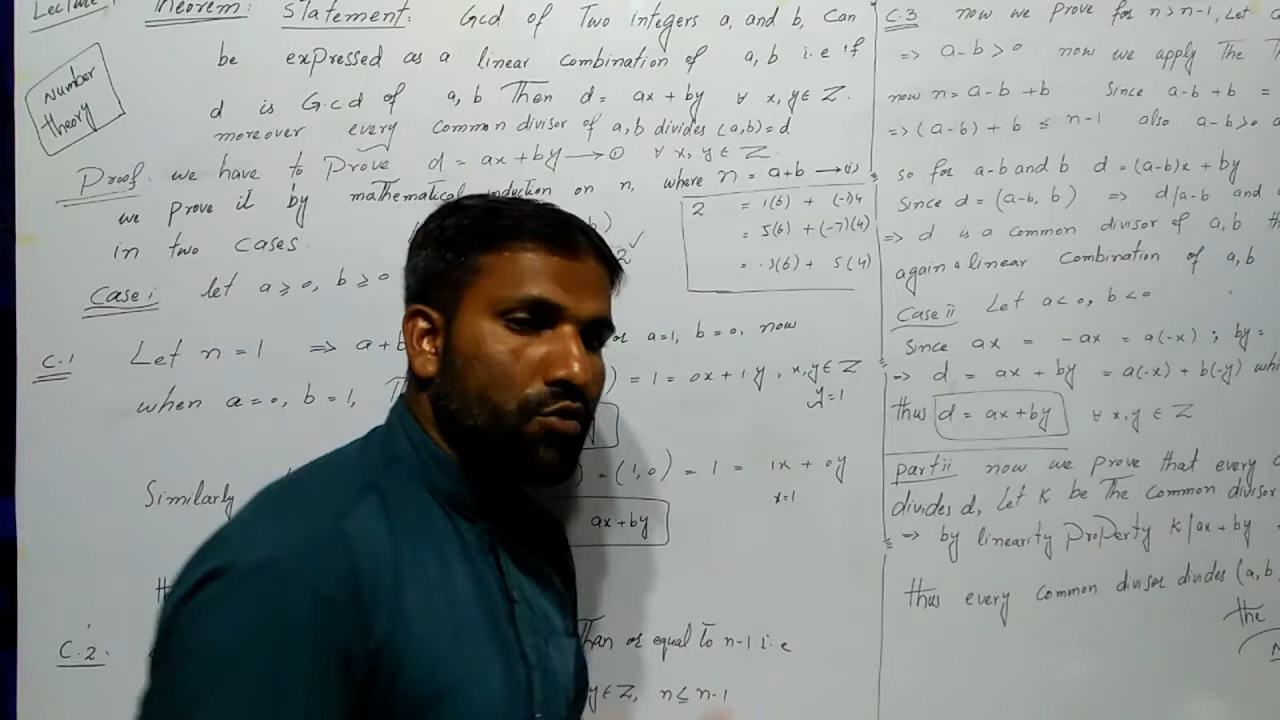 Lecture
Number
theory
Theorem: Statement: Gcd of Two integers a, and b, Can
be expressed as a linear Combination of a, b i.e if
d is G.c.d of a, b Then d = ax + by ∀ x, y ∈ Z.
moreover every Common divisor of a, b divides (a, b) = d
Proof. we have to prove d = ax + by → ① ∀ x, y ∈ Z
we prove it by mathematical induction on n, where n = a+b → (i)
in two cases.
2 = 1(6) + (-1)4
= 5(6) + (-7)(4)
= .3(6) + 5(4)
b)
2 ✓
Case i let a ≥ 0, b ≥ 0
C.1 Let n = 1 ⇒ a+b
or a=1, b=0, now
when a=0, b=1,
) = 1 = 0x + 1y, x, y ∈ Z
y=1
Similarly
) = (1, 0) = 1 = 1x + 0y
x=1
ax + by
C.2.
Than or equal to n-1 i.e
y ∈ Z, n ≤ n-1
C.3 now we prove for n > n-1, Let
⇒ a-b > 0. now we apply The
now n = a-b + b Since a-b + b =
⇒ (a-b) + b ≤ n-1 also a-b > 0
so for a-b and b d = (a-b)x + by
Since d = (a-b, b) ⇒ d/a-b and
⇒ d is a common divisor of a, b
again a linear Combination of a, b
Case ii Let a < 0, b < 0
Since ax = -ax = a(-x) ; by =
⇒ d = ax + by = a(-x) + b(-y)
thus d = ax + by ∀ x, y ∈ Z
part ii now we prove that every
divides d, Let K be The Common divisor
⇒ by linearity Property K/ax + by
thus every Common divisor divides (a, b
the